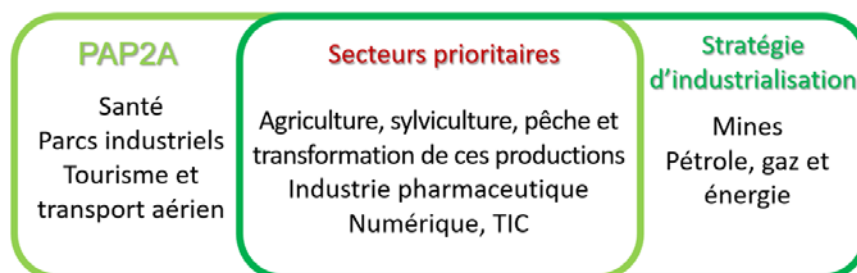 PAP2A
Santé
Parcs industriels
Tourisme et
transport aérien
Secteurs prioritaires
Agriculture, sylviculture, pêche et
transformation de ces productions
Industrie pharmaceutique
Numérique, TIC
Stratégie
d'industrialisation
Mines
Pétrole, gaz et
énergie